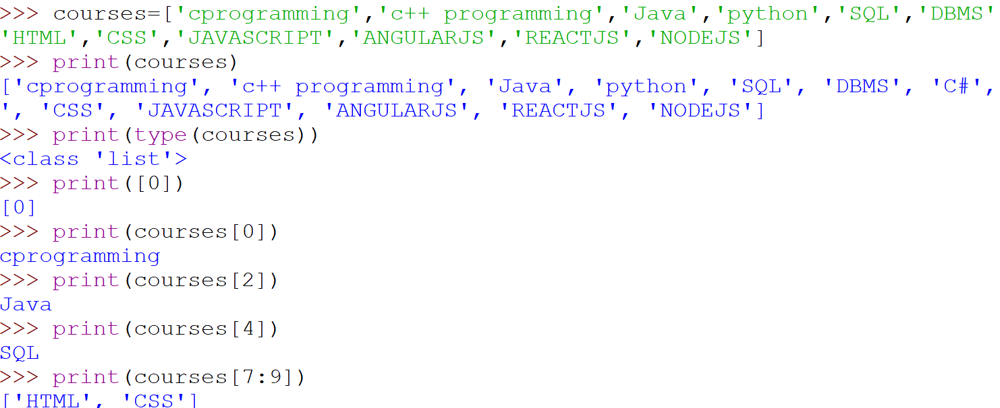 >>> courses=['cprogramming','c++ programming','Java','python','SQL','DBMS'
'HTML','CSS','JAVASCRIPT','ANGULARJS','REACTJS','NODEJS']
>>> print(courses)
['cprogramming', 'c++ programming', 'Java', 'python', 'SQL', 'DBMS', 'C#',
', 'CSS', 'JAVASCRIPT', 'ANGULARJS', 'REACTJS', 'NODEJS']
>>> print(type(courses))
<class 'list'>
>>> print([0])
[0]
>>> print(courses[0])
cprogramming
>>> print(courses[2])
Java
>>> print(courses[4])
SQL
>>> print(courses[7:9])
['HTML', 'CSS']